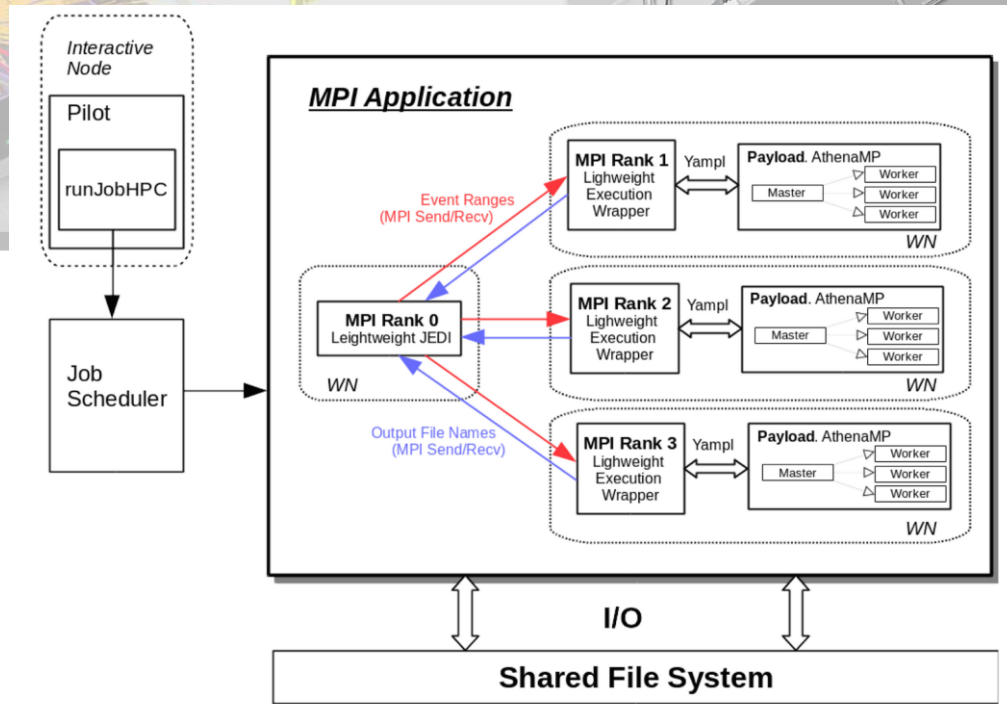 Interactive
Node
Pilot
runJobHPC
Job
Scheduler
MPI Application
Event Ranges
(MPI Send/Recv)
MPI Rank 0
Leightweight JEDI
WN
Output File Names
(MPI Send/Recv)
MPI Rank 1
Lighweight
Execution
Wrapper
Yampl
Payload. AthenaMP
Master
Worker
Worker
Worker
WN
MPI Rank 2
Lighweight
Execution
Wrapper
Yampl
Payload. AthenaMP
Master
Worker
Worker
Worker
WN
MPI Rank 3
Lighweight
Execution
Wrapper
Yampl
Payload. AthenaMP
Master
Worker
Worker
Worker
WN
I/O
Shared File System